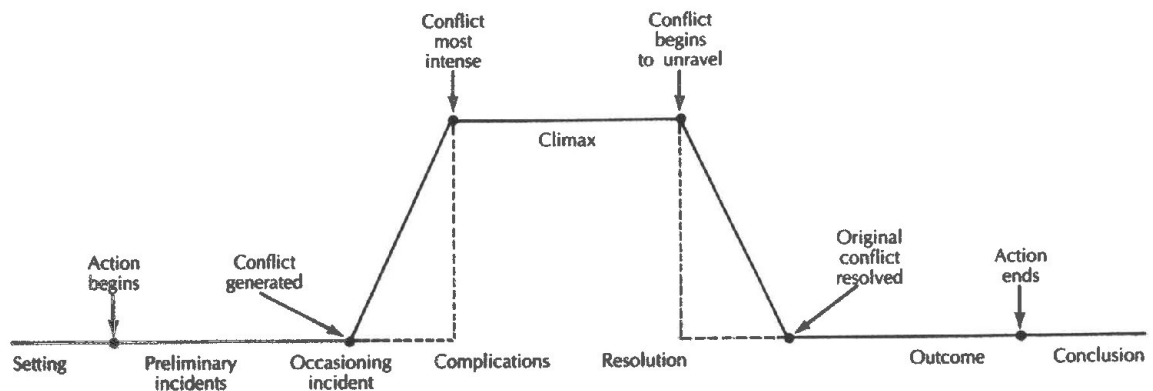 Conflict
most
intense
Conflict
begins
to unravel
Climax
Action
begins
Conflict
generated
Original
conflict
resolved
Action
ends
Setting
Preliminary
incidents
Occasioning
incident
Complications
Resolution
Outcome
Conclusion